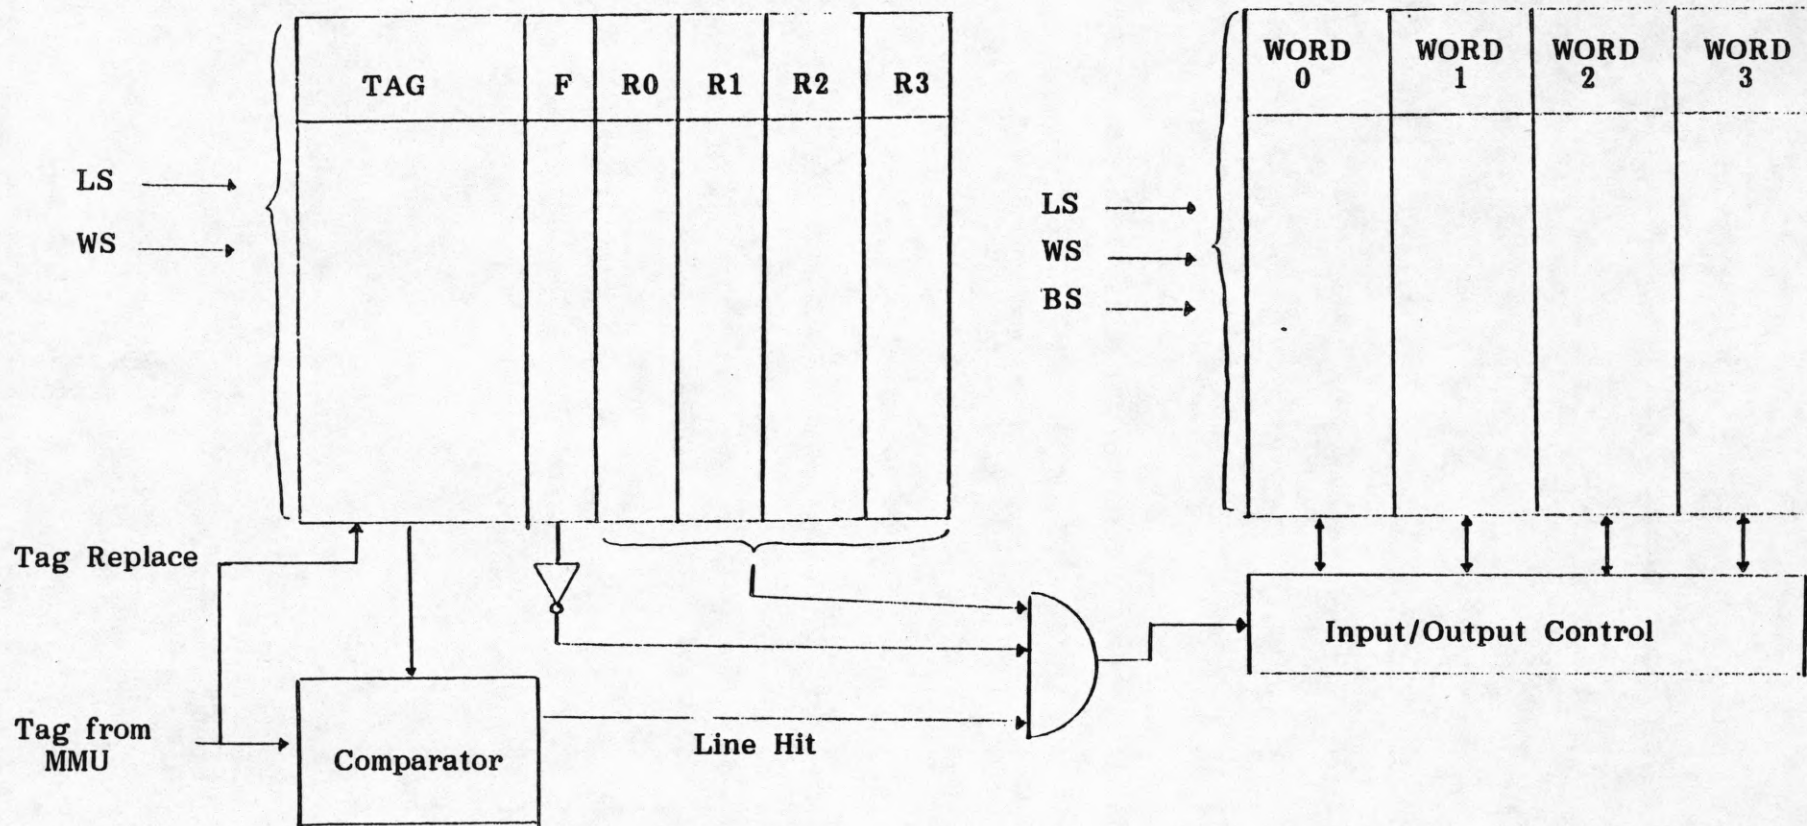 TAG F R0 R1 R2 R3
WORD 0
WORD 1
WORD 2
WORD 3
LS
WS
LS
WS
BS
Tag Replace
Input/Output Control
Tag from
MMU
Line Hit
Comparator